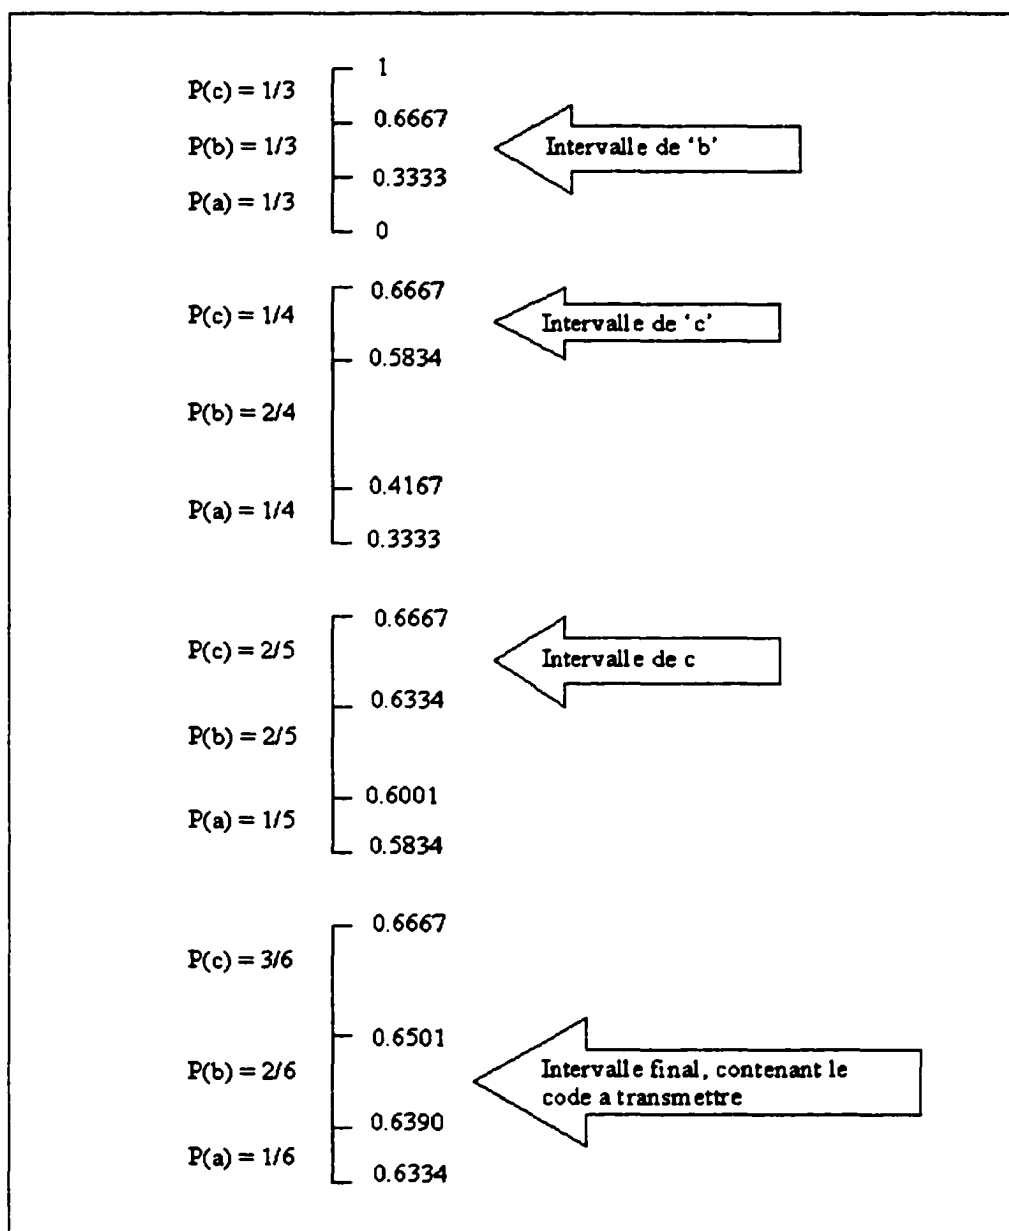 1
P(c) = 1/3
0.6667
P(b) = 1/3
Intervalle de ‘b’
0.3333
P(a) = 1/3
0
0.6667
P(c) = 1/4
Intervalle de ‘c’
0.5834
P(b) = 2/4
0.4167
P(a) = 1/4
0.3333
0.6667
P(c) = 2/5
Intervalle de c
0.6334
P(b) = 2/5
0.6001
P(a) = 1/5
0.5834
0.6667
P(c) = 3/6
0.6501
P(b) = 2/6
Intervalle final, contenant le
code a transmettre
0.6390
P(a) = 1/6
0.6334